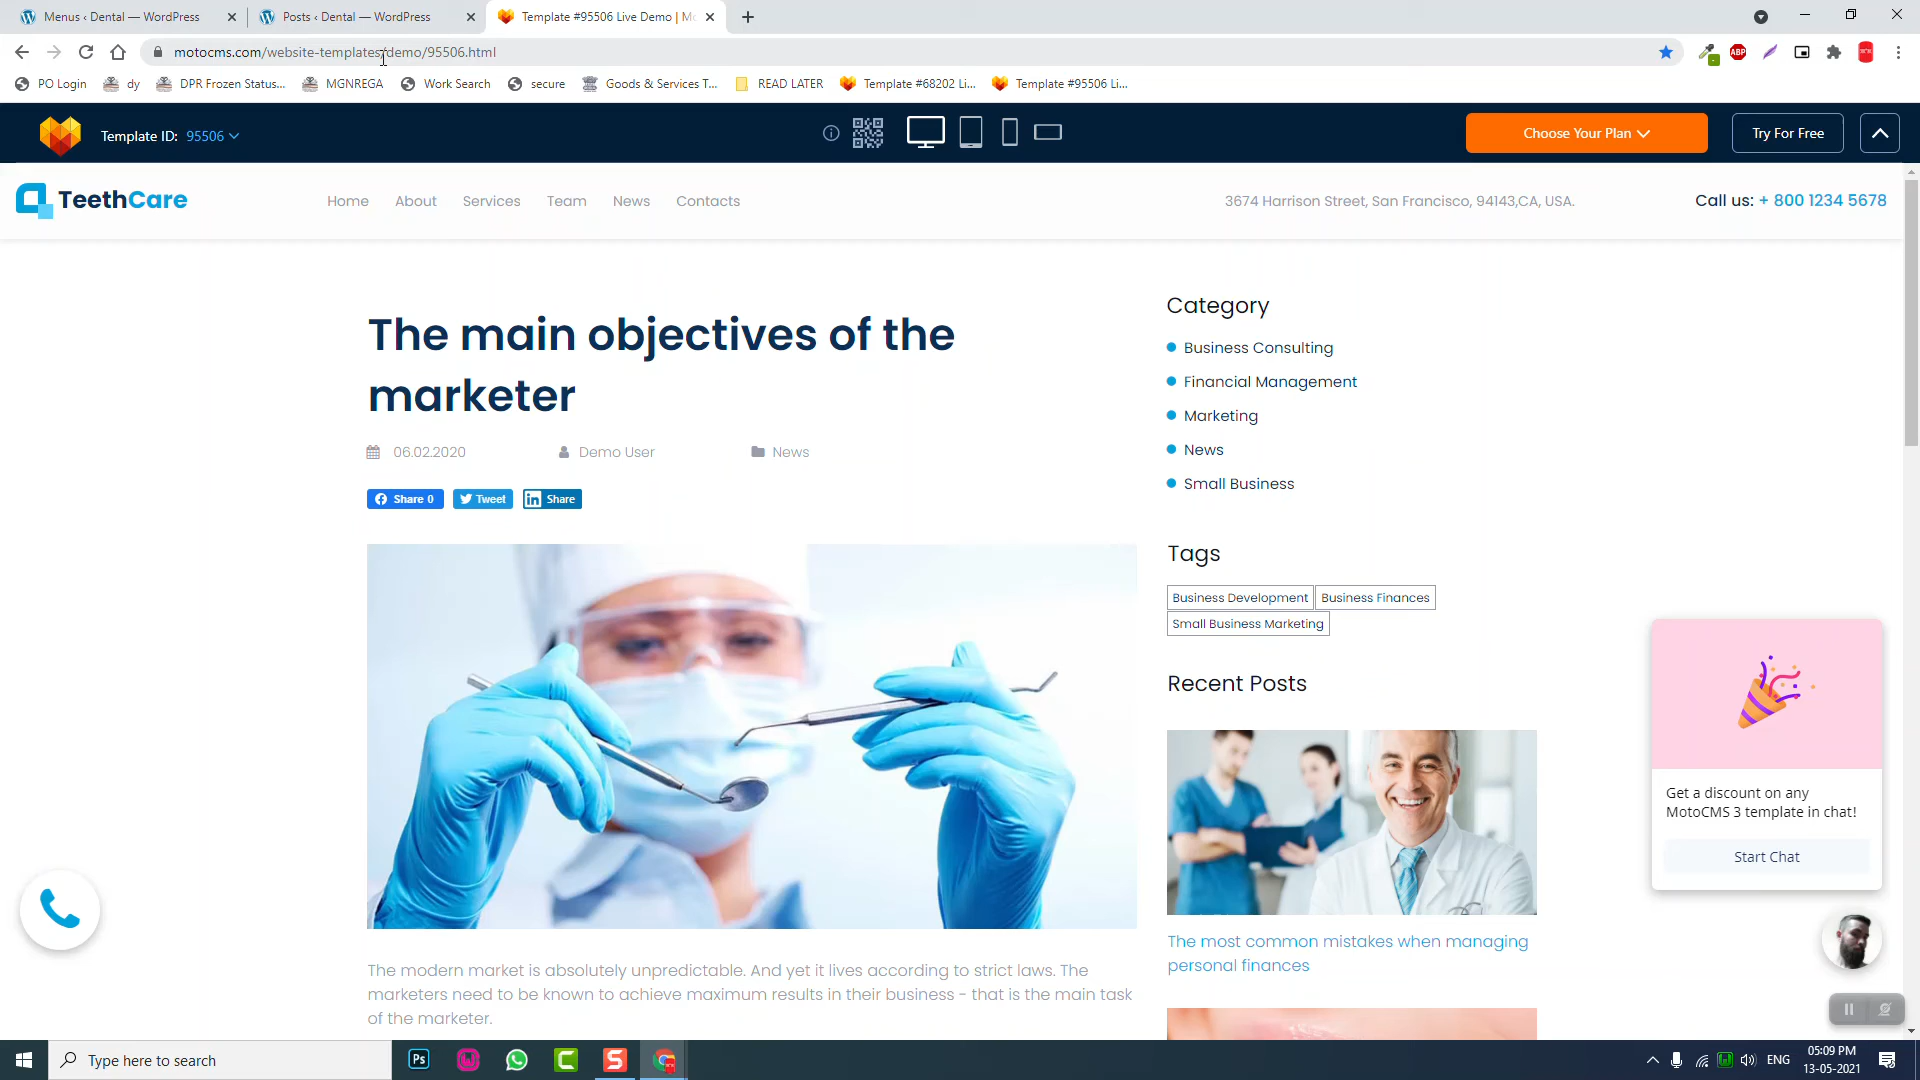 Menus ‹ Dental — WordPress
Posts ‹ Dental — WordPress
Template #95506 Live Demo | Mo
motocms.com/website-templates/demo/95506.html
ABP
PO Login
dy
DPR Frozen Status...
MGNREGA
Work Search
secure
Goods & Services T...
READ LATER
Template #68202 Li...
Template #95506 Li...
Template ID: 95506
Choose Your Plan
Try For Free
TeethCare
Home
About
Services
Team
News
Contacts
3674 Harrison Street, San Francisco, 94143,CA, USA.
Call us: + 800 1234 5678
The main objectives of the
marketer
06.02.2020
Demo User
News
Share 0
Tweet
Share
The modern market is absolutely unpredictable. And yet it lives according to strict laws. The
marketers need to be known to achieve maximum results in their business - that is the main task
of the marketer.
Category
Business Consulting
Financial Management
Marketing
News
Small Business
Tags
Business Development
Business Finances
Small Business Marketing
Recent Posts
The most common mistakes when managing
personal finances
Get a discount on any
MotoCMS 3 template in chat!
Start Chat
Type here to search
Ps
ENG
05:09 PM
13-05-2021